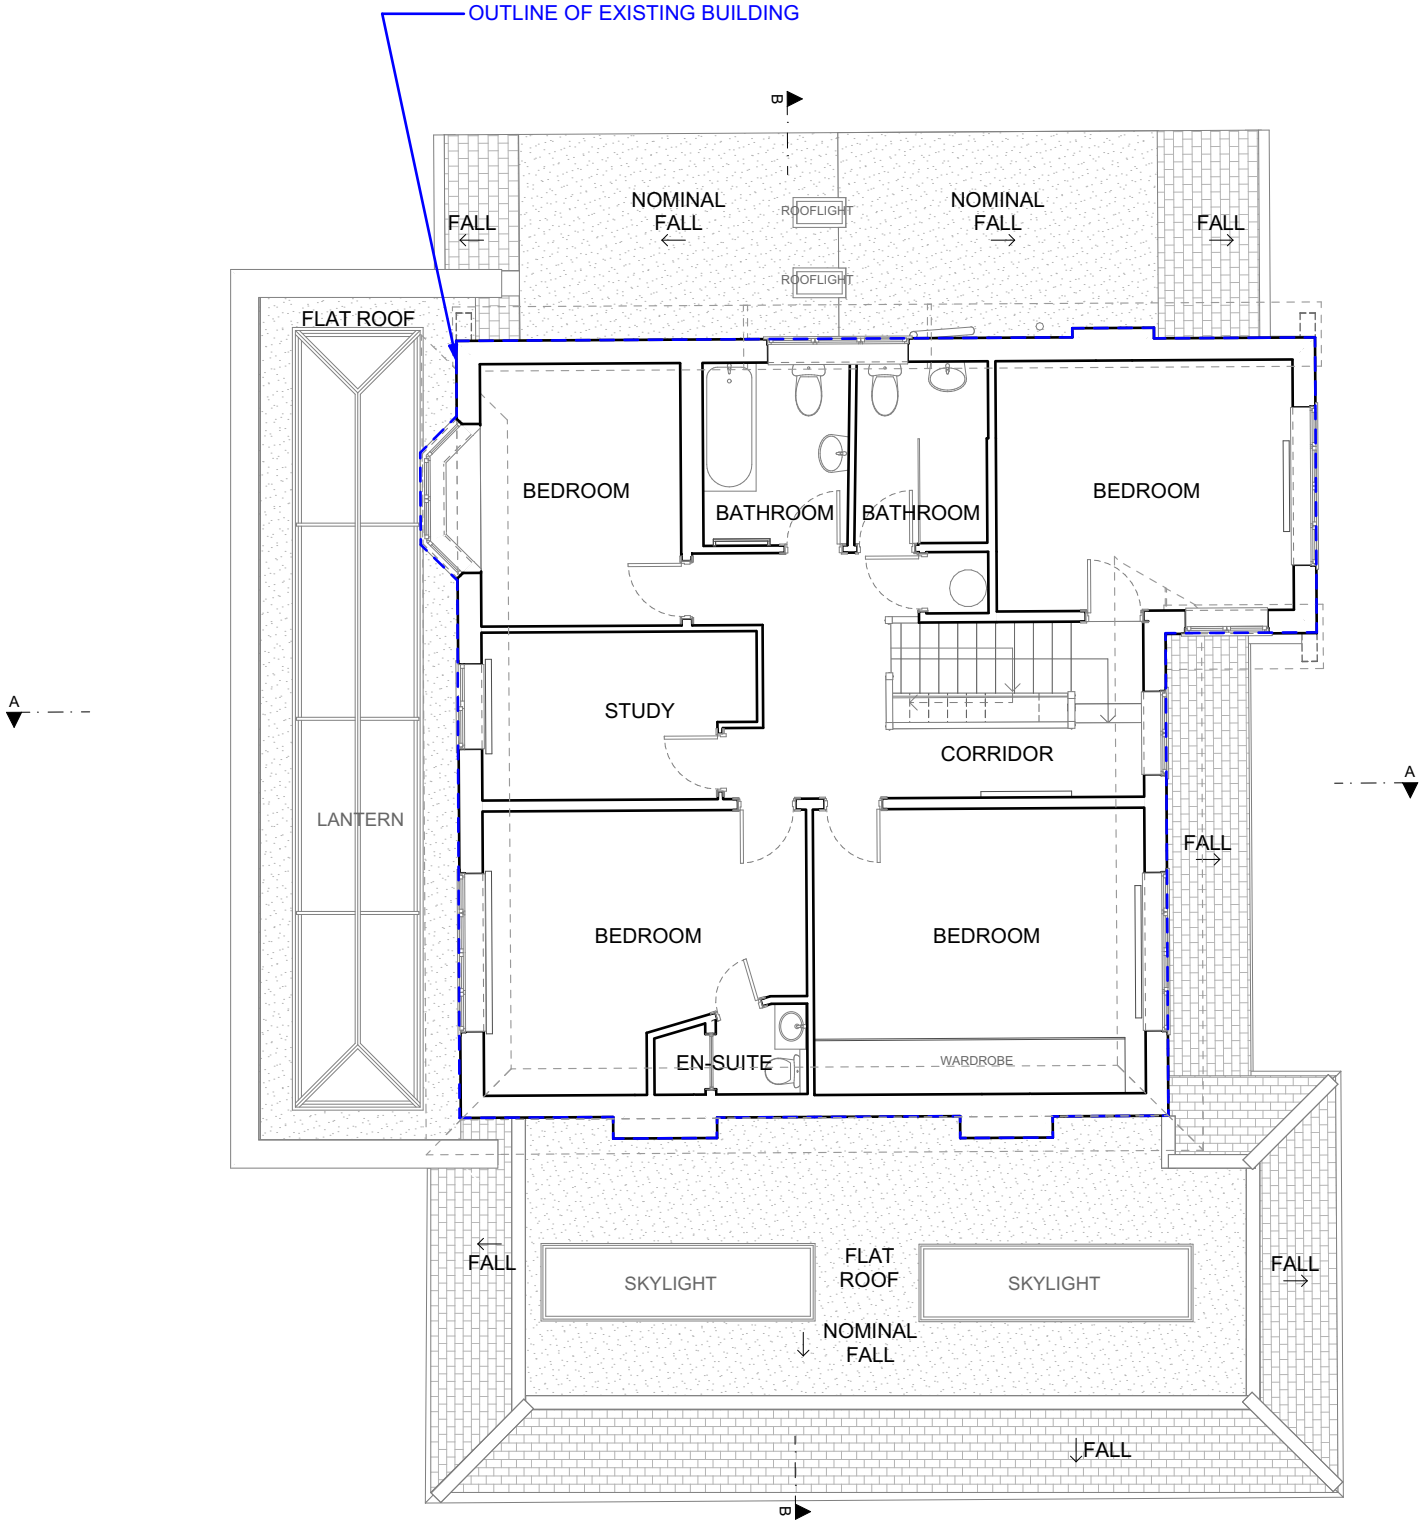 OUTLINE OF EXISTING BUILDING
B
NOMINAL
FALL
NOMINAL
FALL
FALL
FALL
ROOFLIGHT
ROOFLIGHT
FLAT ROOF
BEDROOM
BATHROOM
BATHROOM
BEDROOM
A
STUDY
CORRIDOR
A
LANTERN
FALL
BEDROOM
BEDROOM
EN-SUITE
WARDROBE
FALL
SKYLIGHT
FLAT
ROOF
SKYLIGHT
FALL
NOMINAL
FALL
FALL
B